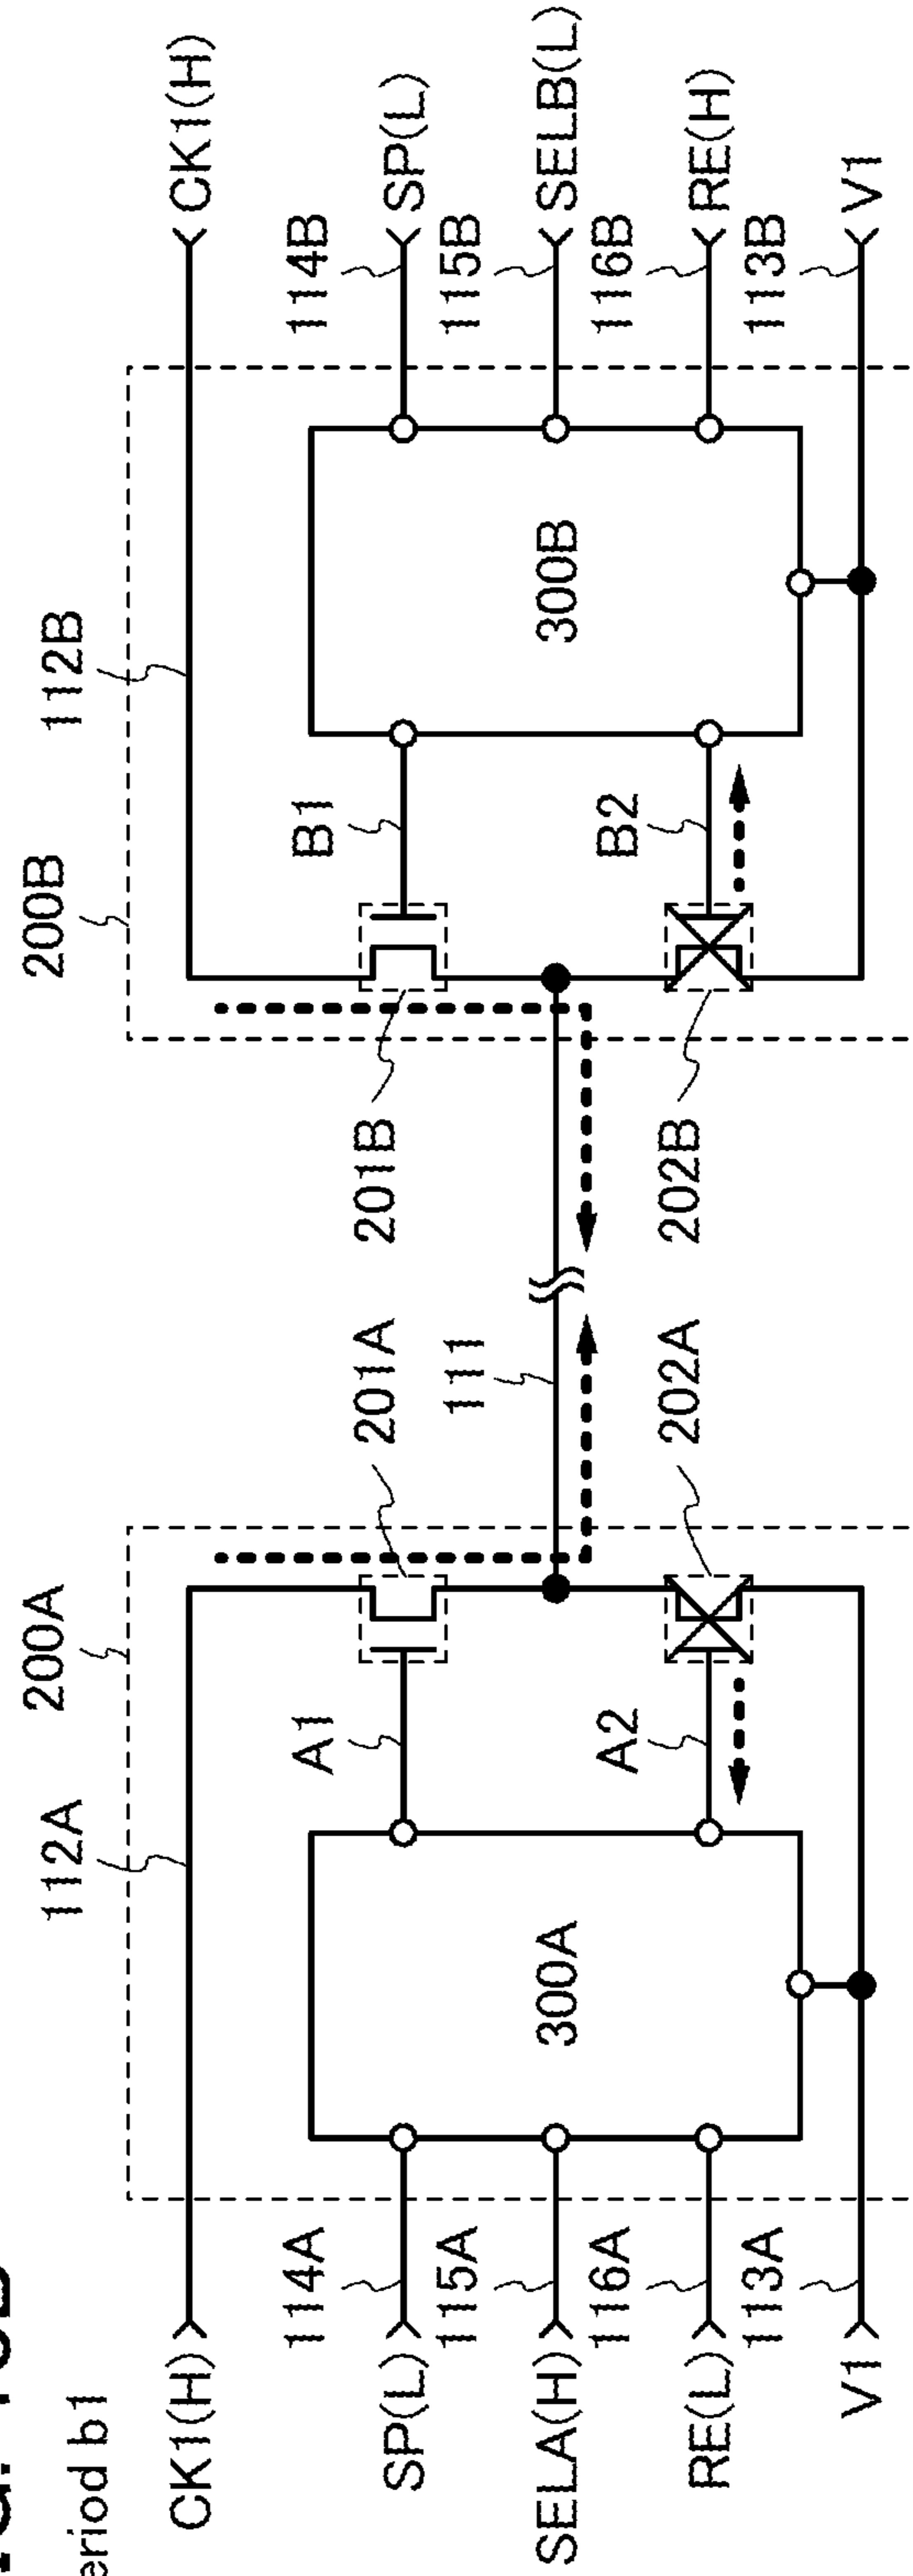 eriod b1
200A
200B
112A
112B
CK1(H)
CK1(H)
114A
A1
201A
201B
B1
114B
SP(L)
SP(L)
115A
111
115B
SELA(H)
300A
300B
SELB(L)
116A
A2
202A
202B
B2
116B
RE(L)
RE(H)
113A
113B
V1
V1